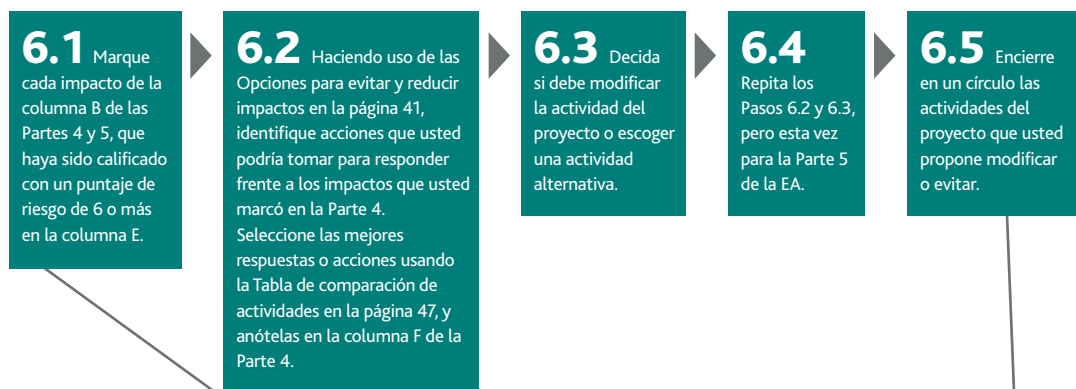 6.1 Marque
cada impacto de la
columna B de las
Partes 4 y 5, que
haya sido calificado
con un puntaje de
riesgo de 6 o más
en la columna E.
6.2 Haciendo uso de las
Opciones para evitar y reducir
impactos en la página 41,
identifique acciones que usted
podría tomar para responder
frente a los impactos que usted
marcó en la Parte 4.
Seleccione las mejores
respuestas o acciones usando
la Tabla de comparación de
actividades en la página 47, y
anótelas en la columna F de la
Parte 4.
6.3 Decida
si debe modificar
la actividad del
proyecto o escoger
una actividad
alternativa.
6.4
Repita los
Pasos 6.2 y 6.3,
pero esta vez
para la Parte 5
de la EA.
6.5 Encierre
en un círculo las
actividades del
proyecto que usted
propone modificar
o evitar.